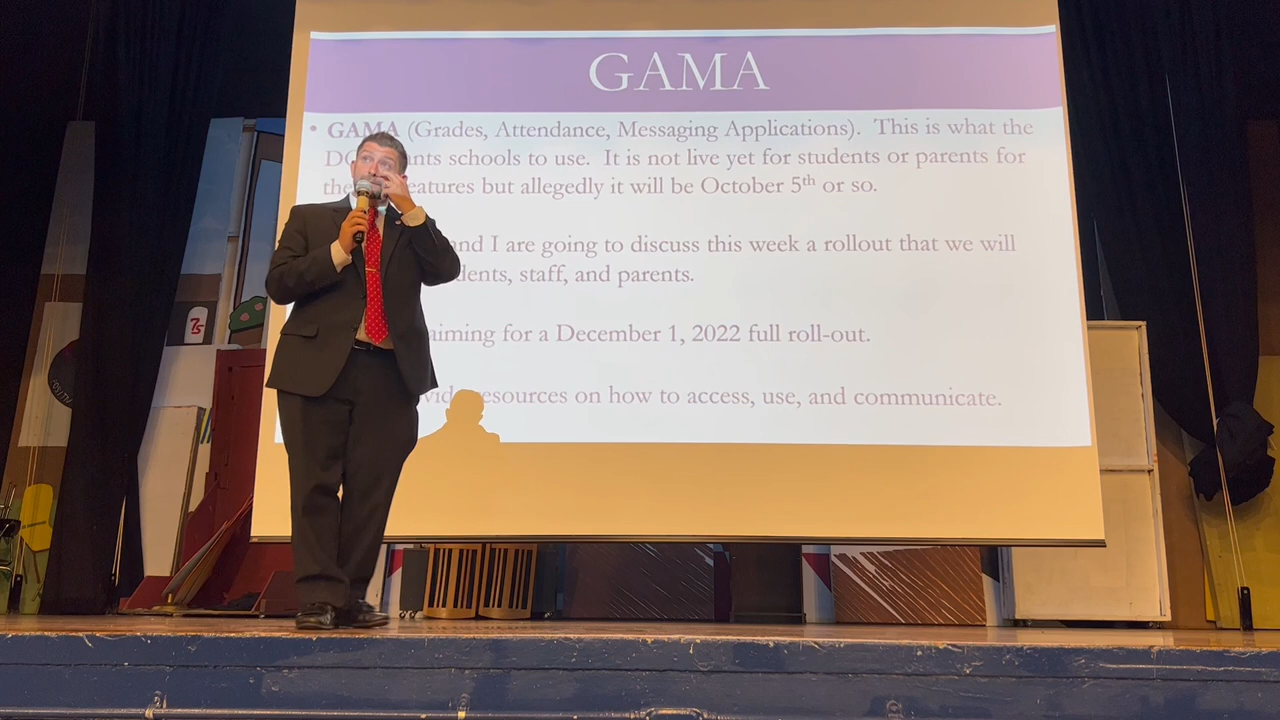 GAMA
• GAMA (Grades, Attendance, Messaging Applications). This is what the
schools to use. It is not live yet for students or parents for
eatures but allegedly it will be October 5th or so.
and I are going to discuss this week a rollout that we will
dents, staff, and parents.
aiming for a December 1, 2022 full roll-out.
esources on how to access, use, and communicate.
7s